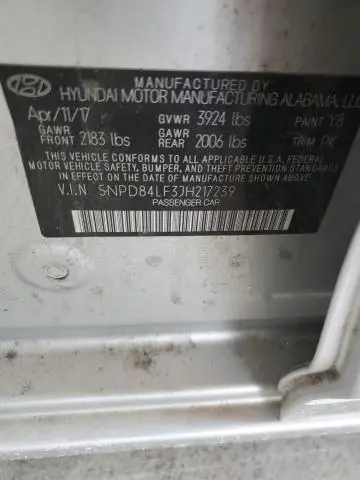 MANUFACTURED BY
HYUNDAI MOTOR MANUFACTURING ALABAMA, LLC
Apr/11/17 GVWR 3924 lbs PAINT Y8
GAWR FRONT 2183 lbs GAWR REAR 2006 lbs TRIM PK
THIS VEHICLE CONFORMS TO ALL APPLICABLE U.S. FEDERAL
MOTOR VEHICLE SAFETY, BUMPER, AND THEFT PREVENTION STANDARDS
IN EFFECT ON THE DATE OF MANUFACTURE SHOWN ABOVE.
V.I.N 5NPD84LF3JH217239
PASSENGER CAR